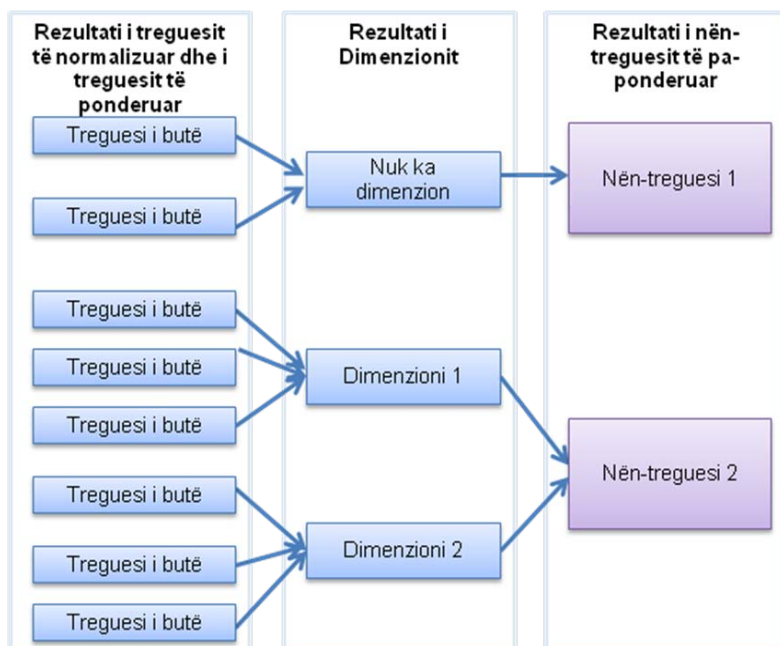 Rezultati i treguesit
të normalizuar dhe i
treguesit të
ponderuar
Treguesi i butë
Treguesi i butë
Treguesi i butë
Treguesi i butë
Treguesi i butë
Treguesi i butë
Treguesi i butë
Treguesi i butë
Rezultati i
Dimenzionit
Nuk ka
dimenzion
Dimenzioni 1
Dimenzioni 2
Rezultati i nën-
treguesit të pa-
ponderuar
Nën-treguesi 1
Nën-treguesi 2